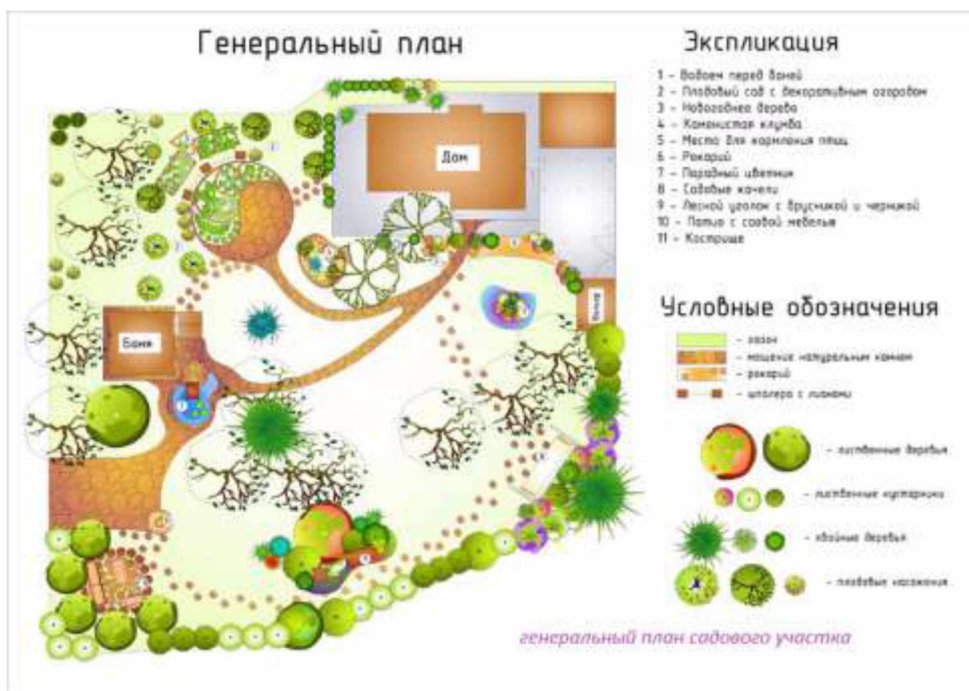 Генеральный план
Экспликация
1 - Водоем перед баней
2 - Плодовый сад с декоративным огородом
3 - Новогоднее дерево
4 - Каменистая клумба
5 - Место для кормления птиц
6 - Рокарий
7 - Парадный цветник
8 - Садовые качели
9 - Лесной уголок с брусникой и черникой
10 - Патио с садовой мебелью
11 - Кострище
Дом
Баня
Условные обозначения
- газон
- мощение натуральным камнем
- рокарий
- шпалера с лианами
- лиственные деревья
- лиственные кустарники
- хвойные деревья
- плодовые насаждения
генеральный план садового участка